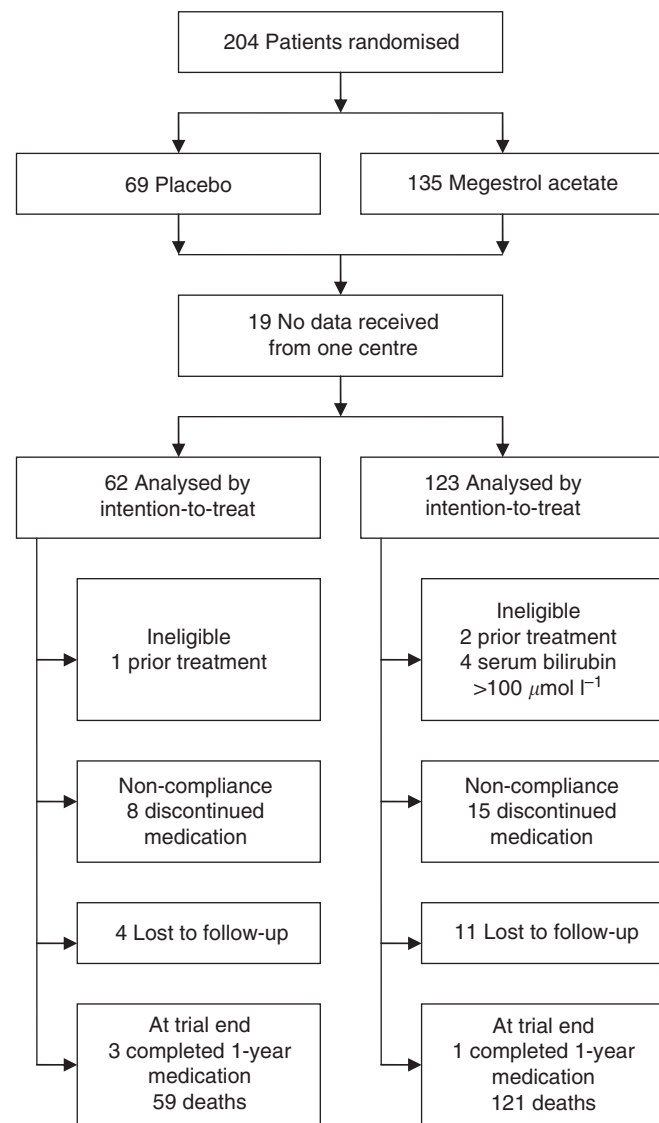 204 Patients randomised
69 Placebo
135 Megestrol acetate
19 No data received
from one centre
62 Analysed by
intention-to-treat
123 Analysed by
intention-to-treat
Ineligible
1 prior treatment
Ineligible
2 prior treatment
4 serum bilirubin
>100 μmol l⁻¹
Non-compliance
8 discontinued
medication
Non-compliance
15 discontinued
medication
4 Lost to follow-up
11 Lost to follow-up
At trial end
3 completed 1-year
medication
59 deaths
At trial end
1 completed 1-year
medication
121 deaths